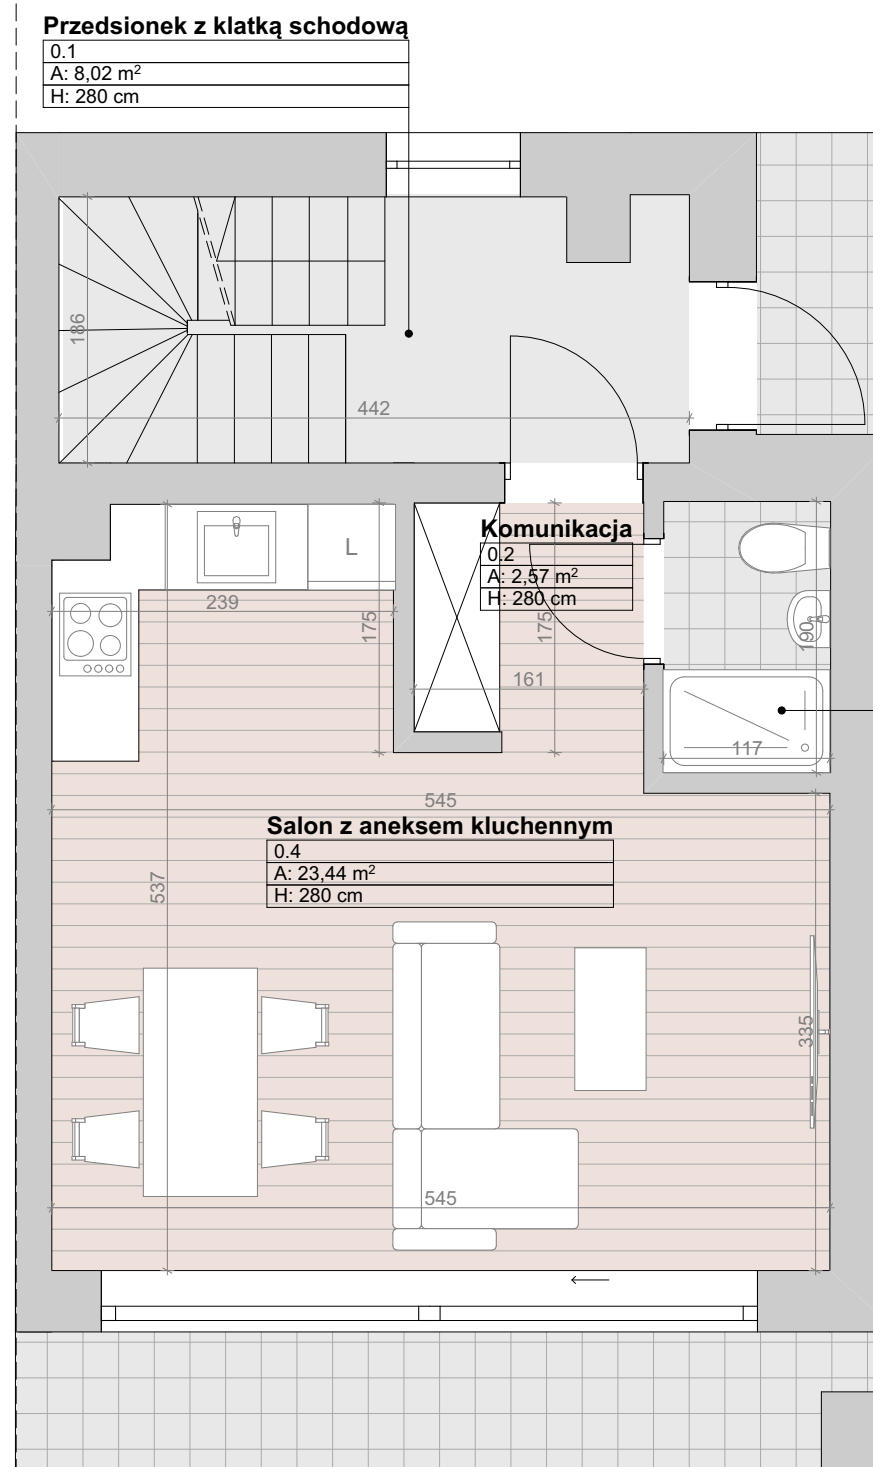 Przedsionek z klatką schodową
0.1
A: 8,02 m²
H: 280 cm
186
442
Komunikacja
0.2
A: 2,57 m²
H: 280 cm
L
239
175
175
190
161
117
545
Salon z aneksem kluchennym
0.4
A: 23,44 m²
H: 280 cm
537
335
545